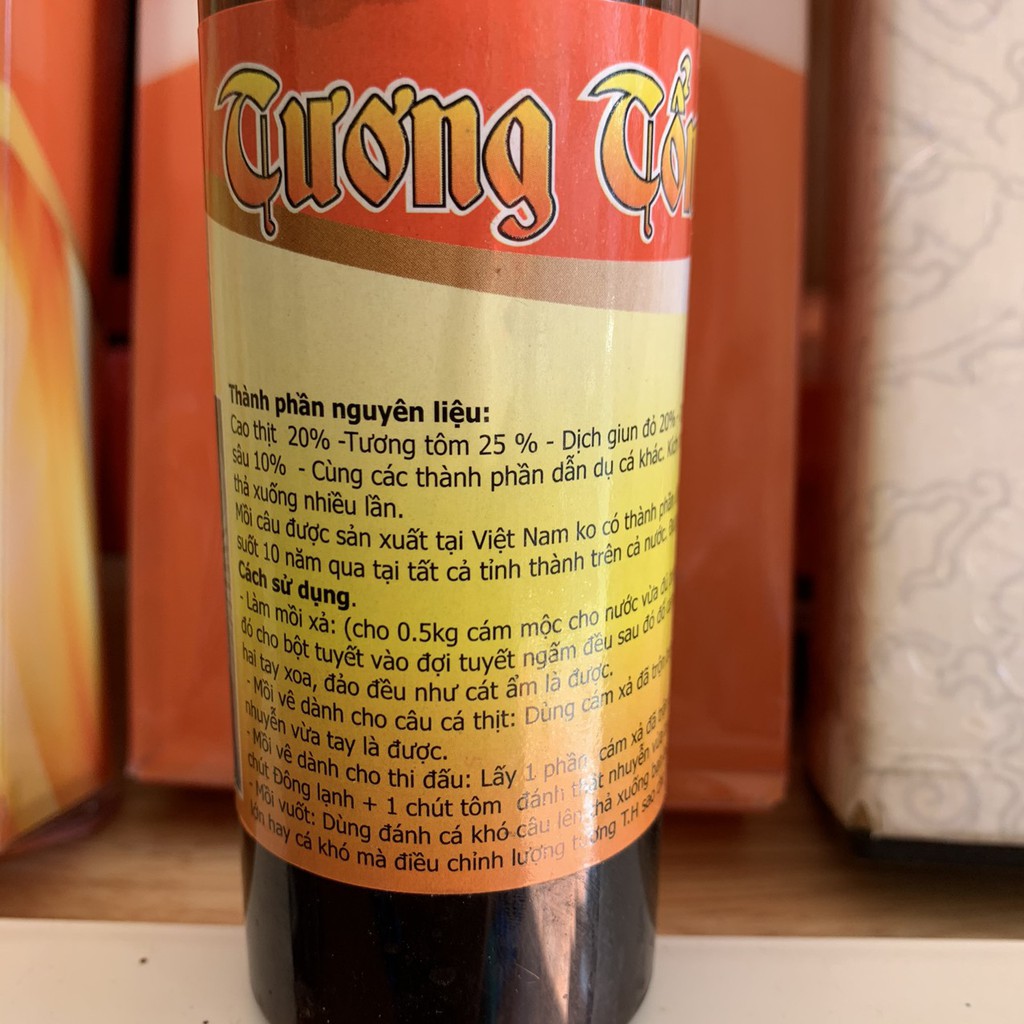 Tương Tổn
Thành phần nguyên liệu:
Cao thịt 20% -Tương tôm 25 % - Dịch giun đỏ 20% -
sâu 10% - Cùng các thành phần dẫn dụ cá khác.
thả xuống nhiều lần.
Mồi câu được sản xuất tại Việt Nam ko có thành phần
suốt 10 năm qua tại tất cả tỉnh thành trên cả nước.
Cách sử dụng.
- Làm mồi xả: (cho 0.5kg cám mộc cho nước vừa đủ
đó cho bột tuyết vào đợi tuyết ngấm đều sau đó đổ
hai tay xoa, đảo đều như cát ẩm là được.
- Mồi vê dành cho câu cá thịt: Dùng cám xả đã trộn
nhuyễn vừa tay là được.
- Mồi vê dành cho thi đấu: Lấy 1 phần cám xả đã
chút Đông lạnh + 1 chút tôm đánh thật nhuyễn vừa
- Mồi vuốt: Dùng đánh cá khó câu lên thả xuống
lớn hay cá khó mà điều chỉnh lượng tương T.H sao